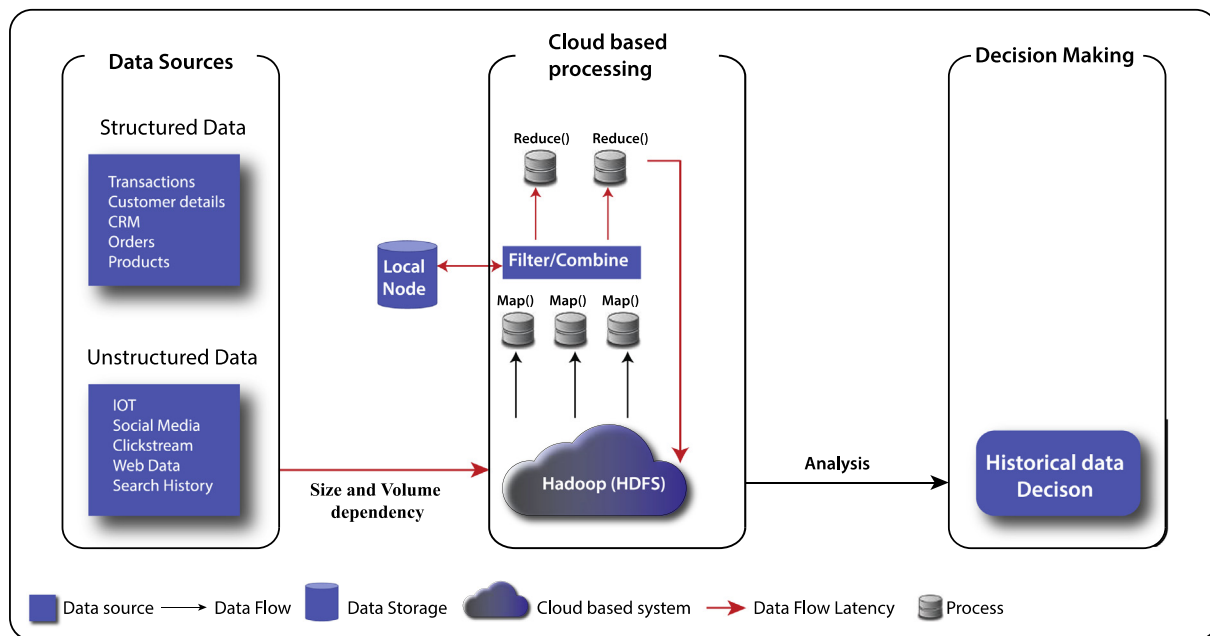 Data Sources
Structured Data
Transactions
Customer details
CRM
Orders
Products
Unstructured Data
IOT
Social Media
Clickstream
Web Data
Search History
Size and Volume
dependency
Cloud based
processing
Reduce()
Reduce()
Local
Node
Filter/Combine
Map()
Map()
Map()
Hadoop (HDFS)
Analysis
Decision Making
Historical data
Decison
Data source
Data Flow
Data Storage
Cloud based system
Data Flow Latency
Process